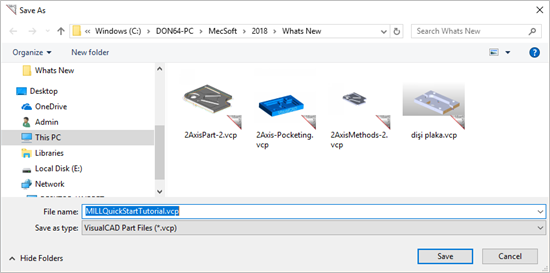 Save As
« Windows (C:) › DON64-PC › MecSoft › 2018 › Whats New
Search Whats New
Organize
New folder
Whats New
Desktop
OneDrive
Admin
This PC
Libraries
Local Disk (E:)
Network
2AxisPart-2.vcp
2Axis-Pocketing.
vcp
2AxisMethods-2.
vcp
dişi plaka.vcp
File name:
MILLQuickStartTutorial.vcp
Save as type:
VisualCAD Part Files (*.vcp)
Hide Folders
Save
Cancel